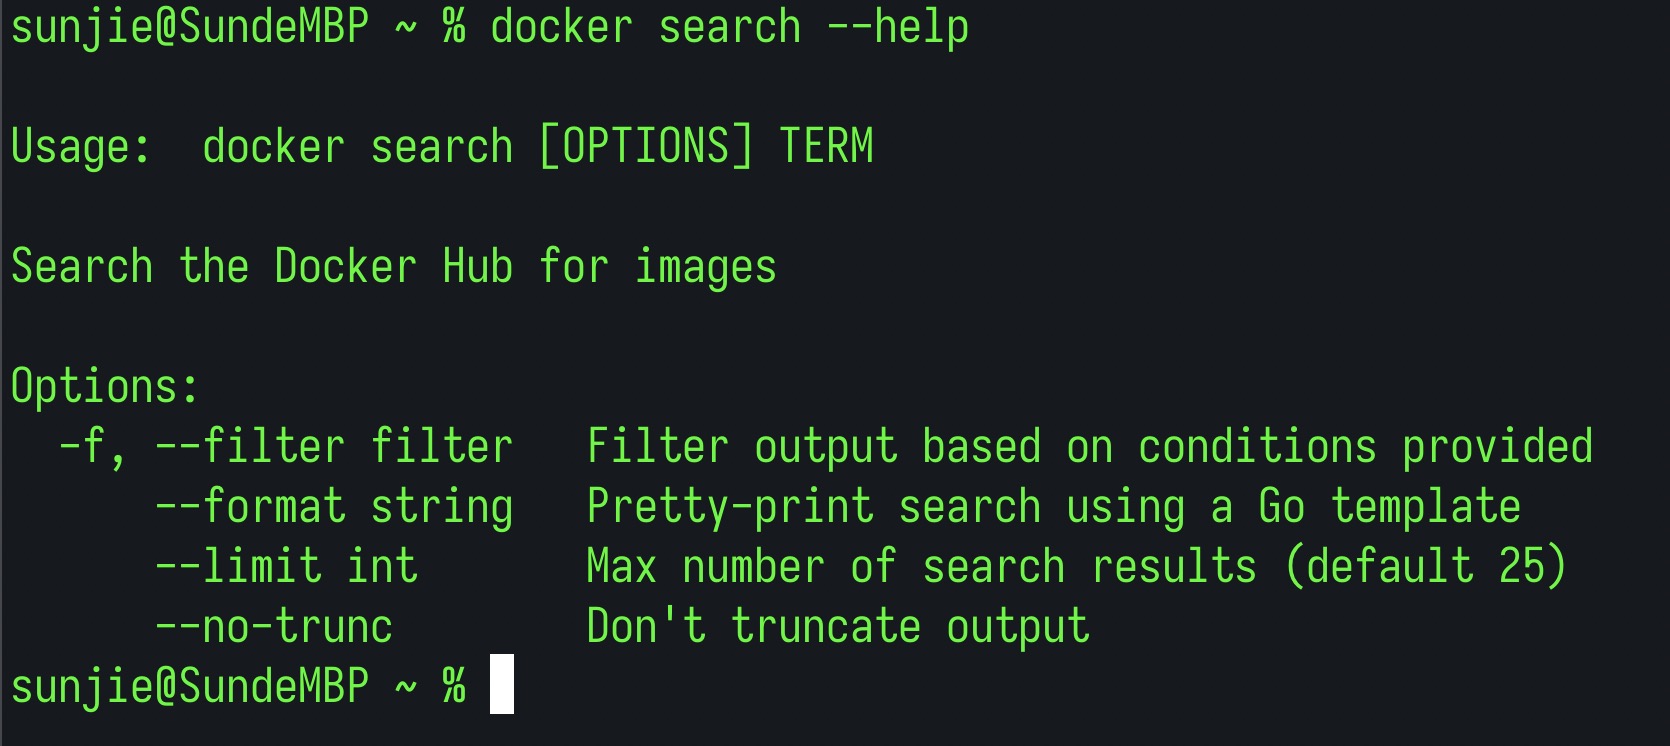 sunjie@SundeMBP ~ % docker search --help
Usage:  docker search [OPTIONS] TERM
Search the Docker Hub for images
Options:
  -f, --filter filter   Filter output based on conditions provided
      --format string   Pretty-print search using a Go template
      --limit int       Max number of search results (default 25)
      --no-trunc        Don't truncate output
sunjie@SundeMBP ~ %